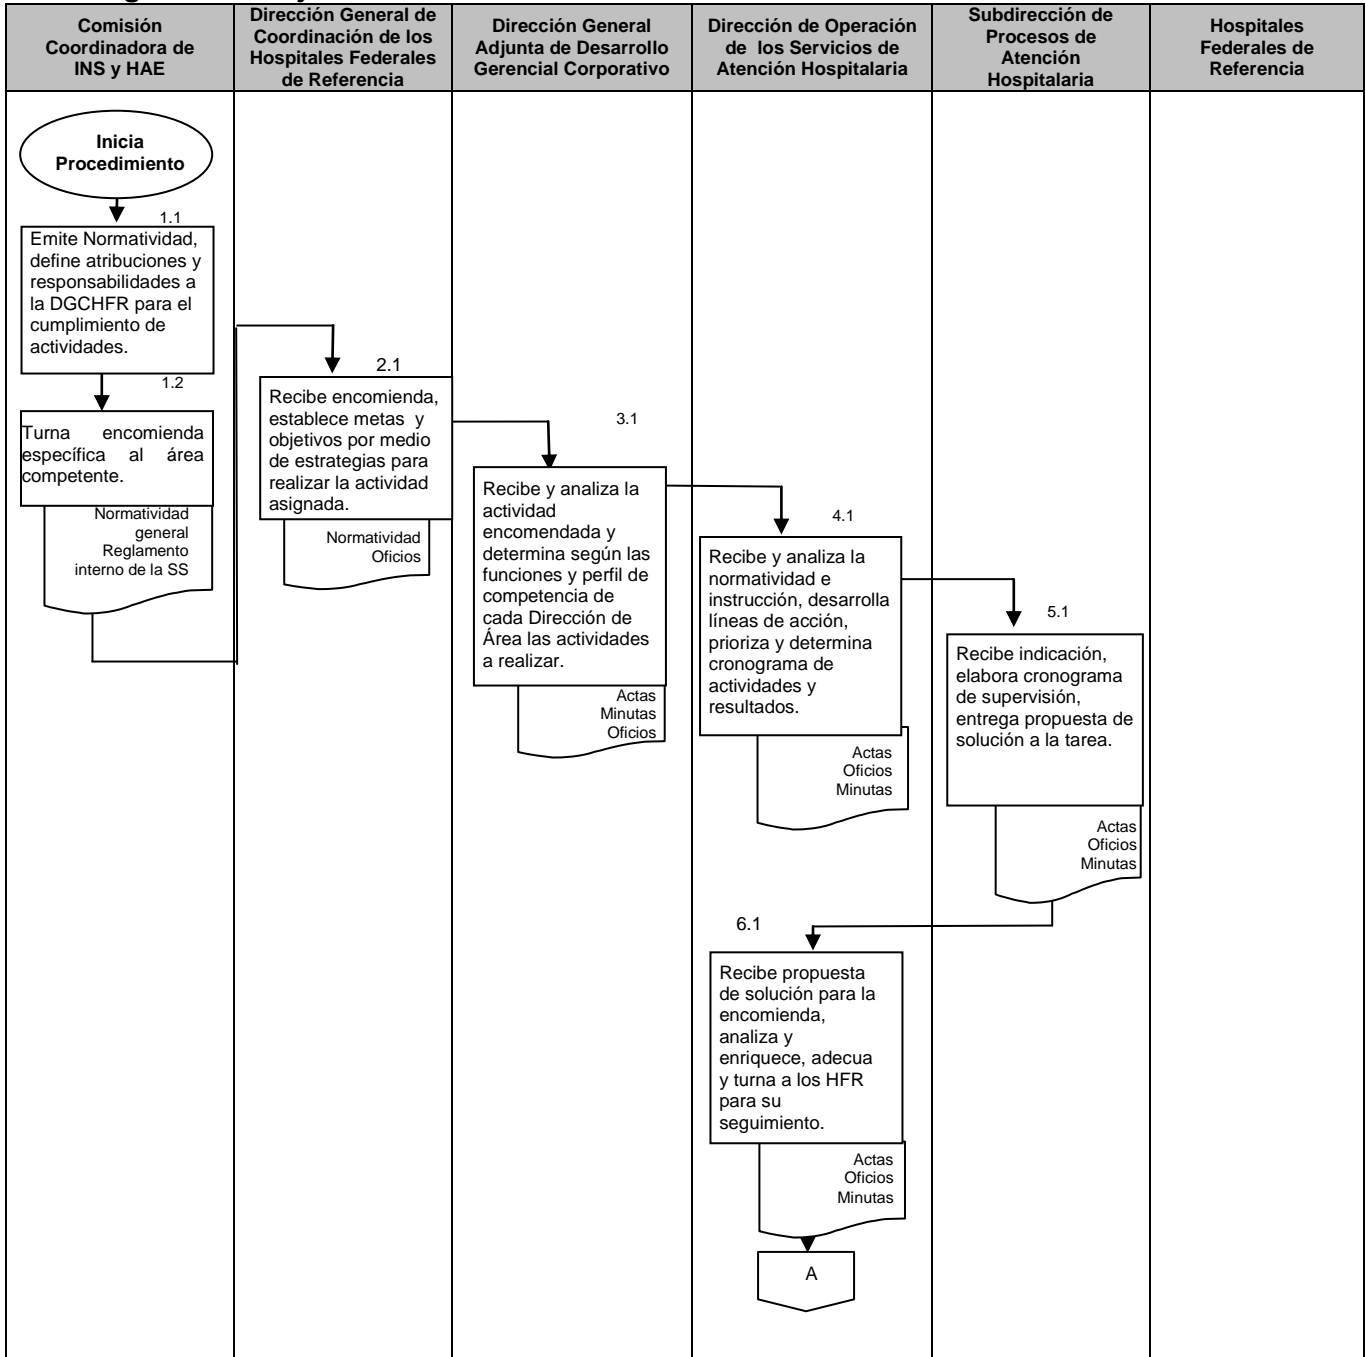 Comisión
Coordinadora de
INS y HAE
Dirección General de
Coordinación de los
Hospitales Federales
de Referencia
Dirección General
Adjunta de Desarrollo
Gerencial Corporativo
Dirección de Operación
de los Servicios de
Atención Hospitalaria
Subdirección de
Procesos de
Atención
Hospitalaria
Hospitales
Federales de
Referencia
Inicia
Procedimiento
1.1
Emite Normatividad,
define atribuciones y
responsabilidades a
la DGCHFR para el
cumplimiento de
actividades.
1.2
Turna encomienda
específica al área
competente.
Normatividad
general
Reglamento
interno de la SS
2.1
Recibe encomienda,
establece metas y
objetivos por medio
de estrategias para
realizar la actividad
asignada.
Normatividad
Oficios
3.1
Recibe y analiza la
actividad
encomendada y
determina según las
funciones y perfil de
competencia de
cada Dirección de
Área las actividades
a realizar.
Actas
Minutas
Oficios
4.1
Recibe y analiza la
normatividad e
instrucción, desarrolla
líneas de acción,
prioriza y determina
cronograma de
actividades y
resultados.
Actas
Oficios
Minutas
5.1
Recibe indicación,
elabora cronograma
de supervisión,
entrega propuesta de
solución a la tarea.
Actas
Oficios
Minutas
6.1
Recibe propuesta
de solución para la
encomienda,
analiza y
enriquece, adecua
y turna a los HFR
para su
seguimiento.
Actas
Oficios
Minutas
A